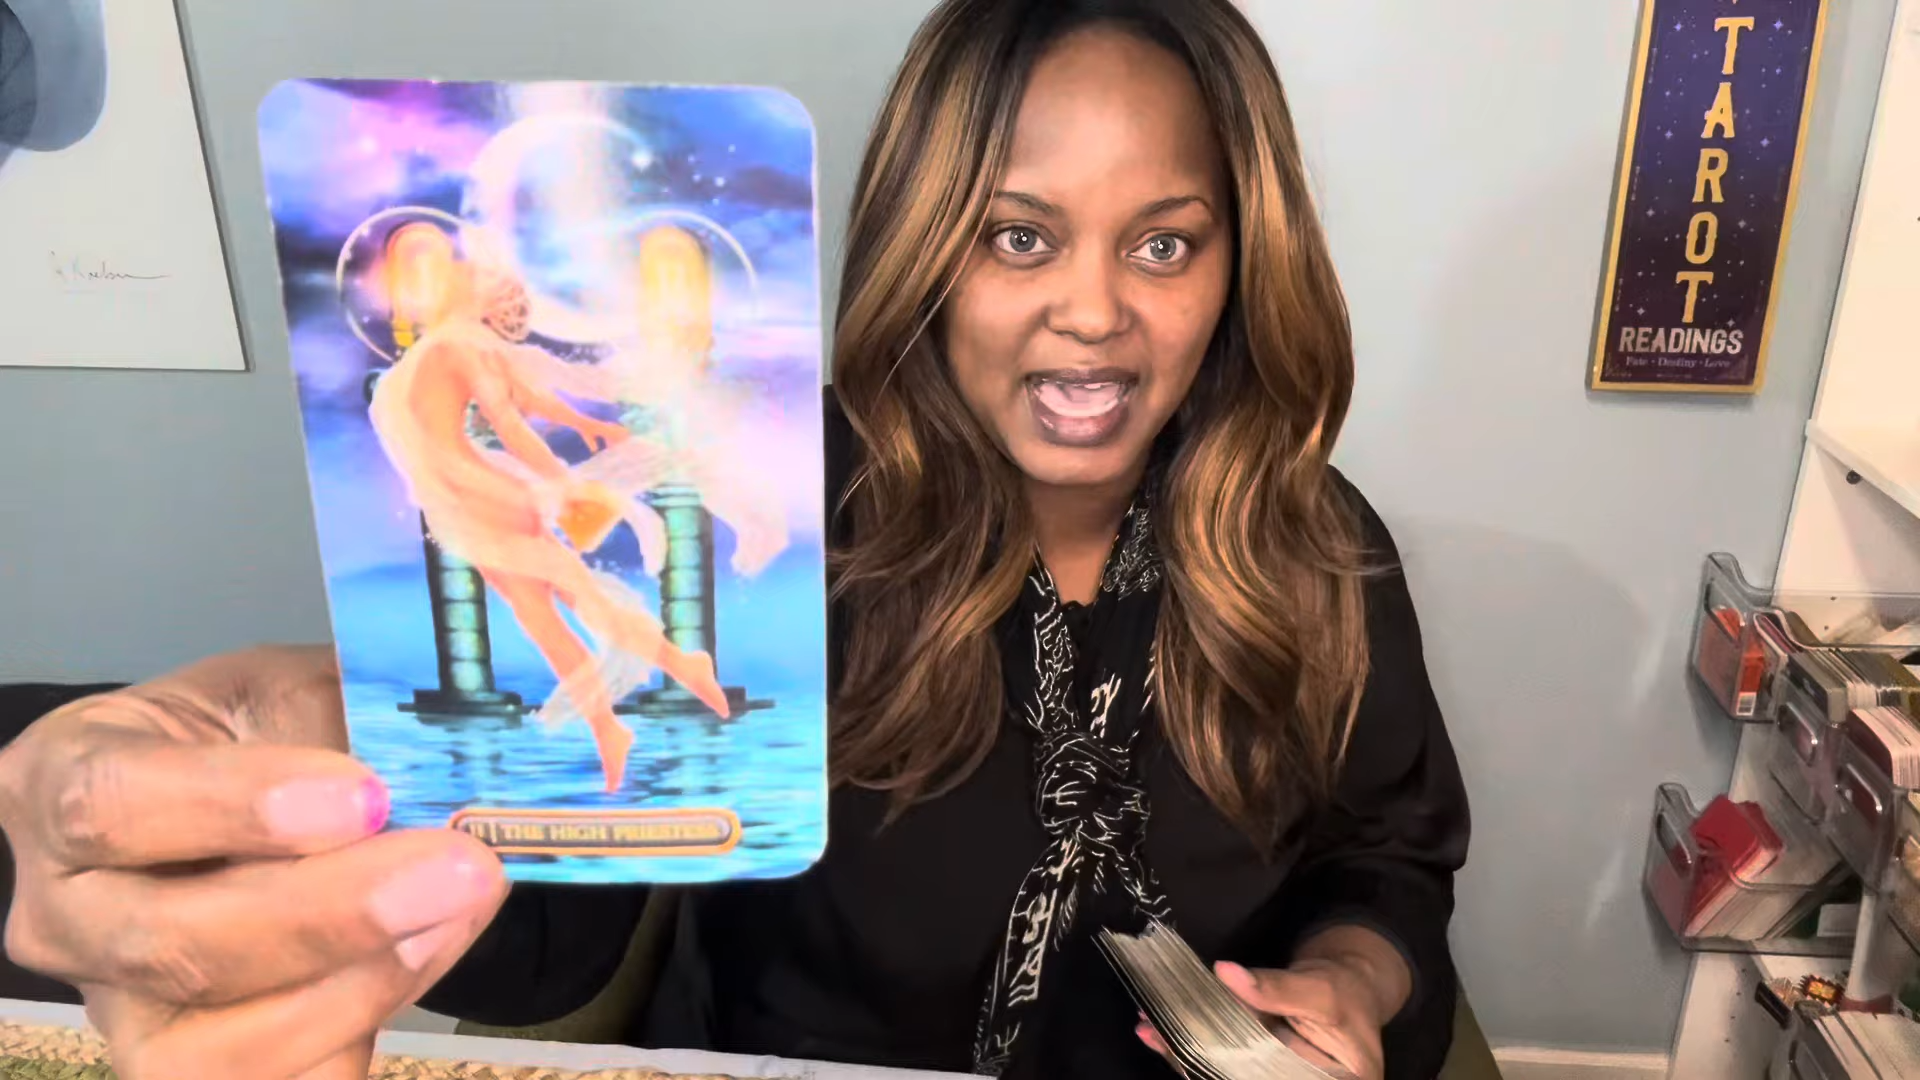 TAROT
READINGS
Fate • Destiny • Love
II | THE HIGH PRIESTESS